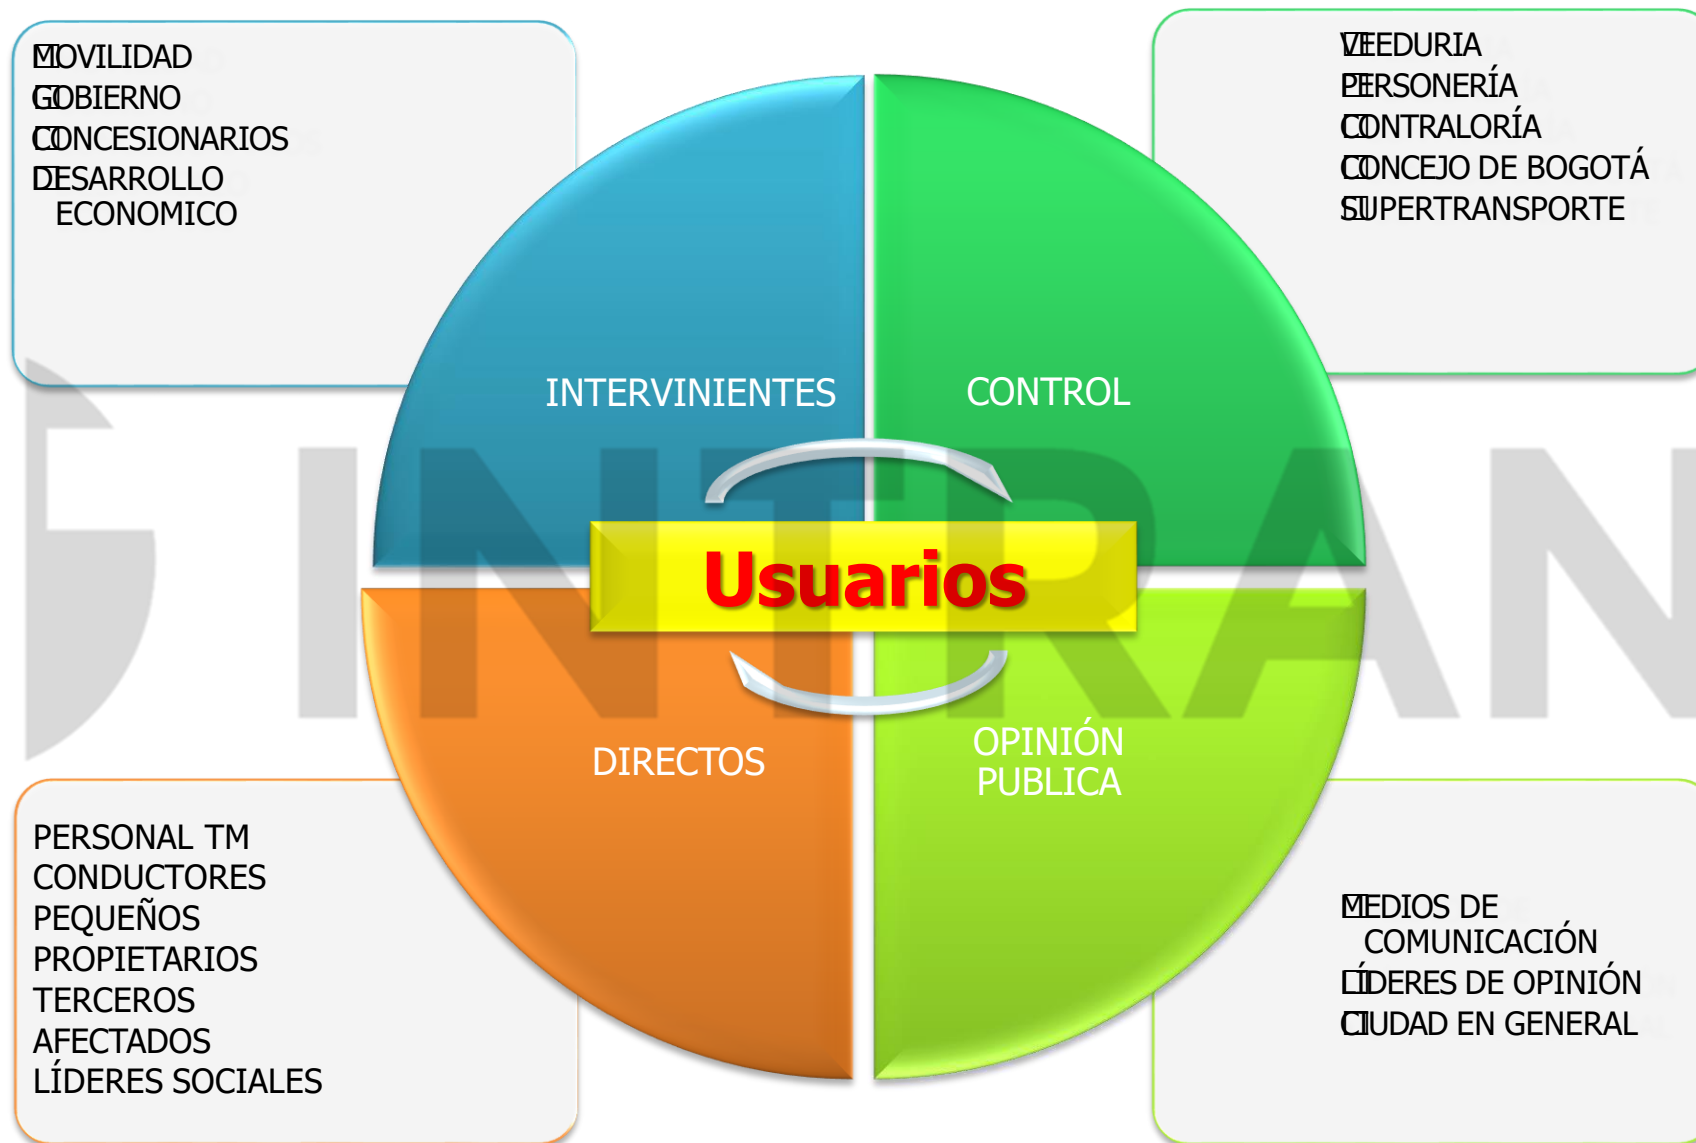 MOVILIDAD
GOBIERNO
CONCESIONARIOS
DESARROLLO
ECONOMICO
VEEDURIA
PERSONERÍA
CONTRALORÍA
CONCEJO DE BOGOTÁ
SUPERTRANSPORTE
INTERVINIENTES
CONTROL
Usuarios
DIRECTOS
OPINIÓN
PUBLICA
PERSONAL TM
CONDUCTORES
PEQUEÑOS
PROPIETARIOS
TERCEROS
AFECTADOS
LÍDERES SOCIALES
MEDIOS DE
COMUNICACIÓN
LÍDERES DE OPINIÓN
CIUDAD EN GENERAL
INTRAN